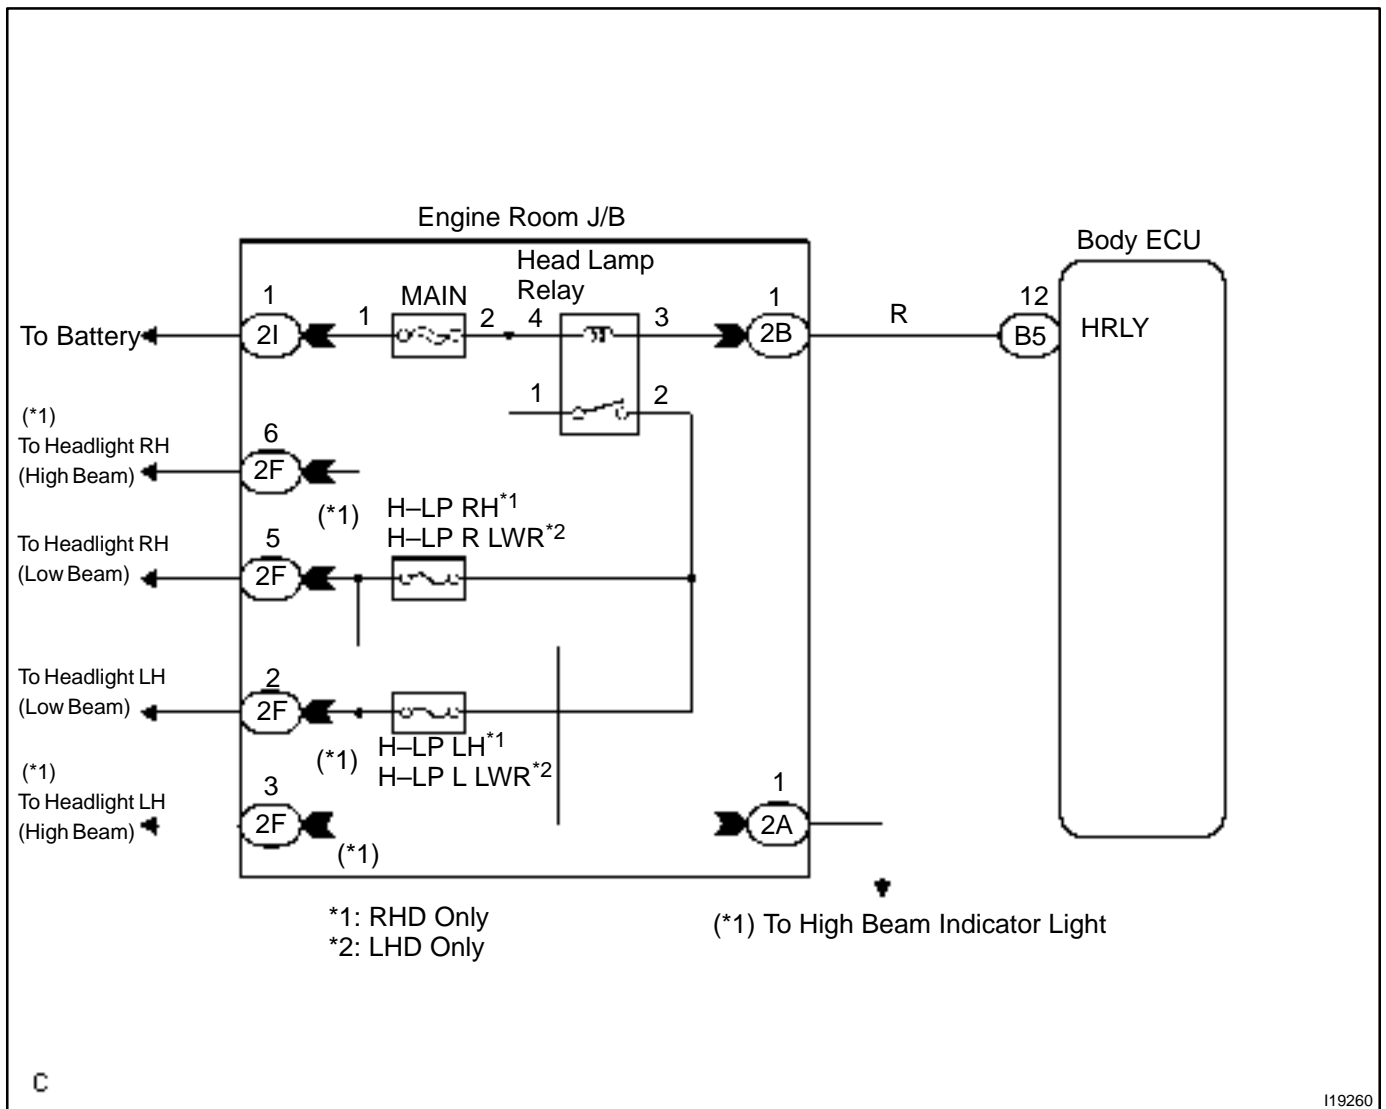 Engine Room J/B
Body ECU
Head Lamp
Relay
MAIN
1
1
2
4
3
1
12
To Battery
2I
2B
R
B5
HRLY
1
2
(*1)
To Headlight RH
(High Beam)
6
2F
(*1)
H–LP RH*1
H–LP R LWR*2
To Headlight RH
(Low Beam)
5
2F
To Headlight LH
(Low Beam)
2
2F
(*1)
H–LP LH*1
H–LP L LWR*2
(*1)
To Headlight LH
(High Beam)
3
2F
(*1)
1
2A
*1: RHD Only
*2: LHD Only
(*1) To High Beam Indicator Light
C
I19260